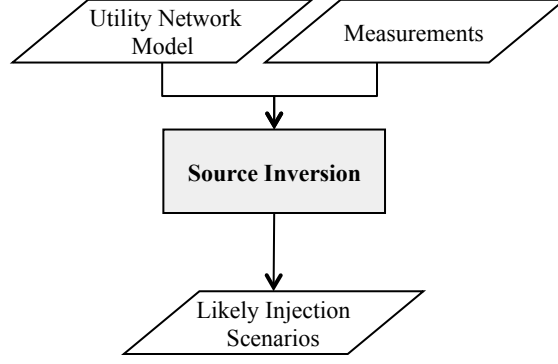 Utility Network
Model
Measurements
Source Inversion
Likely Injection
Scenarios